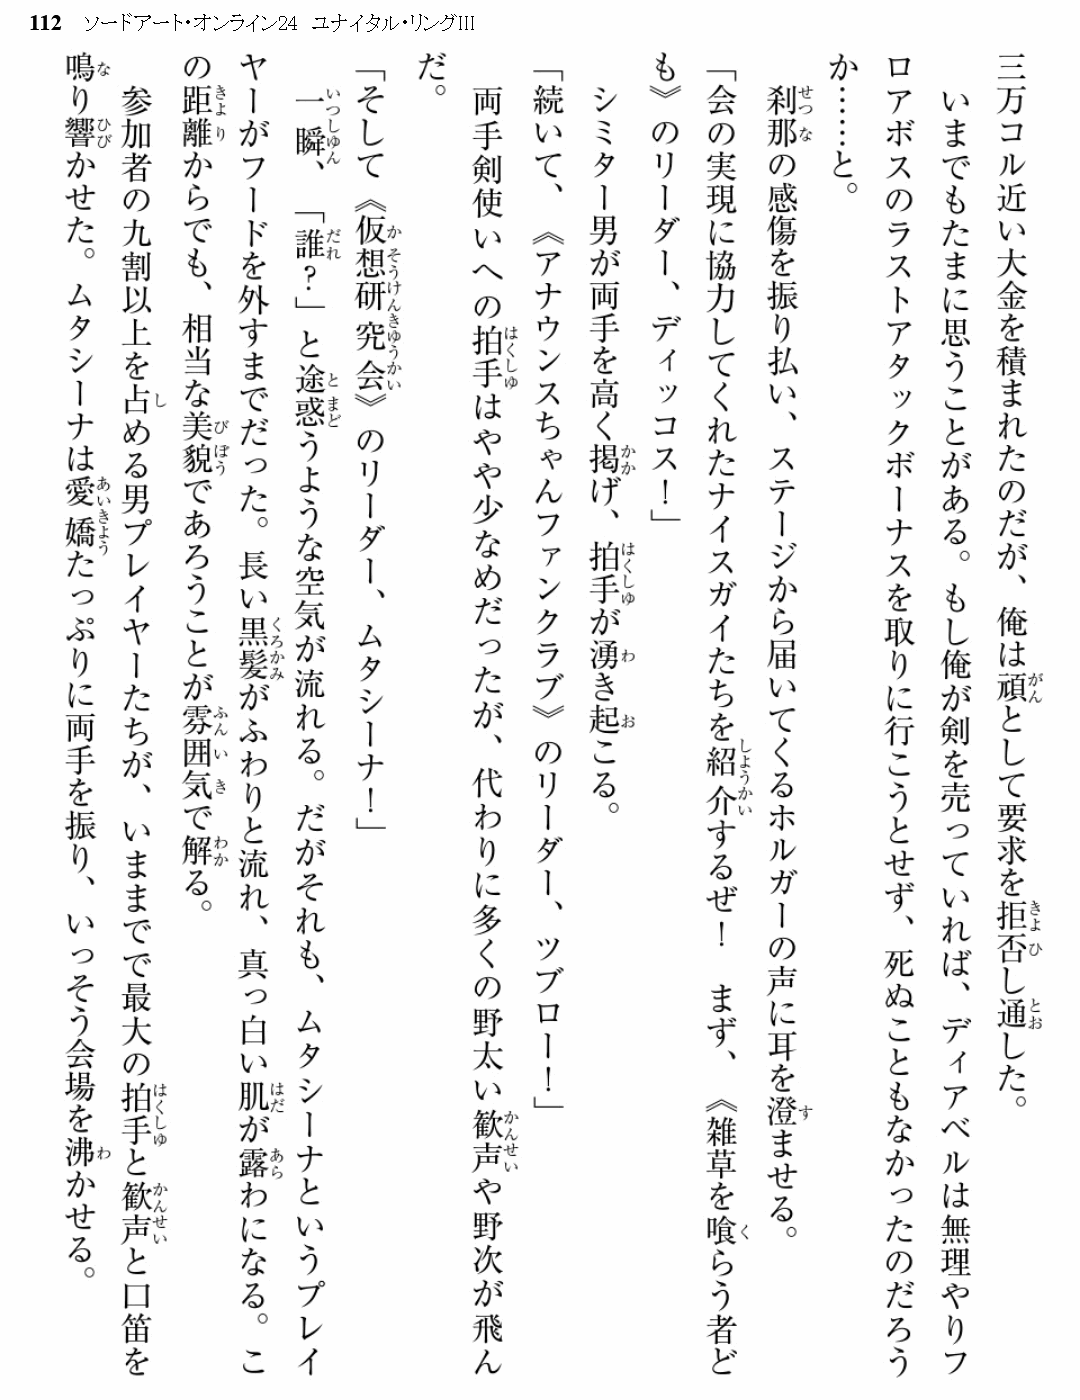 112 ソードアート・オンライン24 ユナイタル・リングIII
三万コル近い大金を積まれたのだが、俺は頑として要求を拒否し通した。
　いまでもたまに思うことがある。もし俺が剣を売っていれば、ディアベルは無理やりフ
ロアボスのラストアタックボーナスを取りに行こうとせず、死ぬこともなかったのだろう
か……と。
　刹那の感傷を振り払い、ステージから届いてくるホルガーの声に耳を澄ませる。
「会の実現に協力してくれたナイスガイたちを紹介するぜ！　まず、《雑草を喰らう者ど
も》のリーダー、ディッコス！」
　シミター男が両手を高く掲げ、拍手が湧き起こる。
「続いて、《アナウンスちゃんファンクラブ》のリーダー、ツブロー！」
　両手剣使いへの拍手はやや少なめだったが、代わりに多くの野太い歓声や野次が飛ん
だ。
「そして《仮想研究会》のリーダー、ムタシーナ！」
　一瞬、「誰？」と途惑うような空気が流れる。だがそれも、ムタシーナというプレイ
ヤーがフードを外すまでだった。長い黒髪がふわりと流れ、真っ白い肌が露わになる。こ
の距離からでも、相当な美貌であろうことが雰囲気で解る。
　参加者の九割以上を占める男プレイヤーたちが、いままでで最大の拍手と歓声と口笛を
鳴り響かせた。ムタシーナは愛嬌たっぷりに両手を振り、いっそう会場を沸かせる。